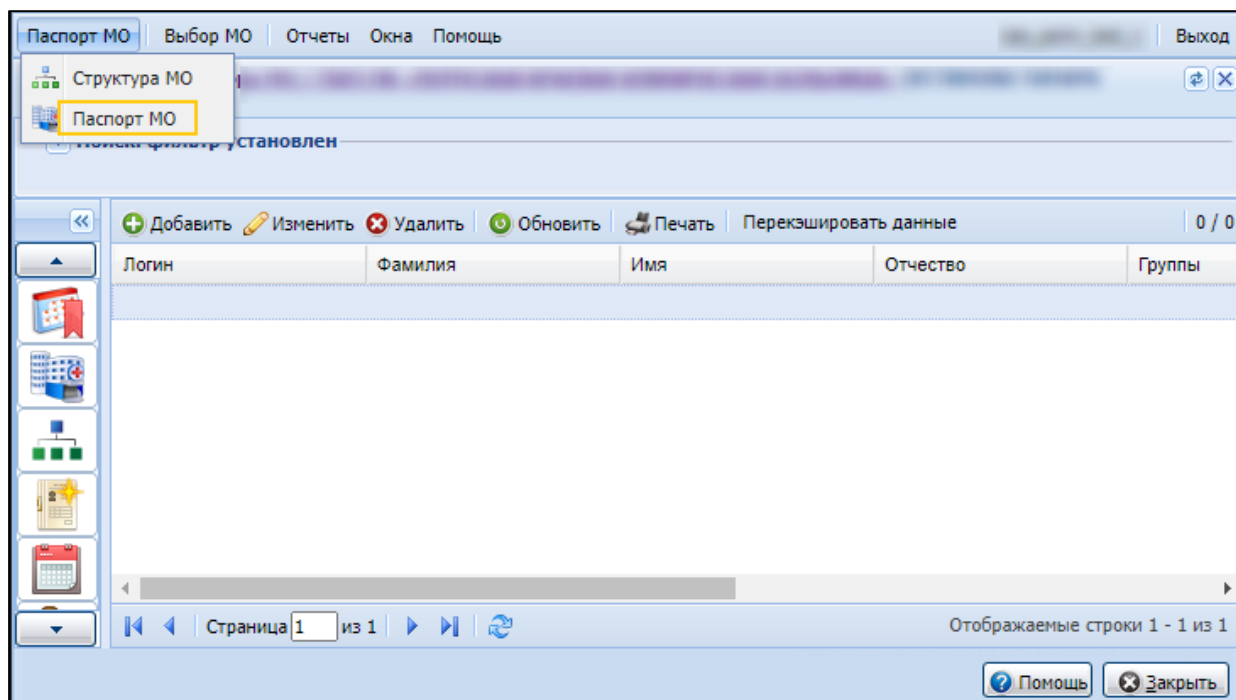 Паспорт МО Выбор МО Отчеты Окна Помощь Выход
Структура МО
Паспорт МО
Поиск: фильтр установлен
Добавить Изменить Удалить Обновить Печать Перекэшировать данные 0 / 0
Логин Фамилия Имя Отчество Группы
Страница 1 из 1 Отображаемые строки 1 - 1 из 1
Помощь Закрыть